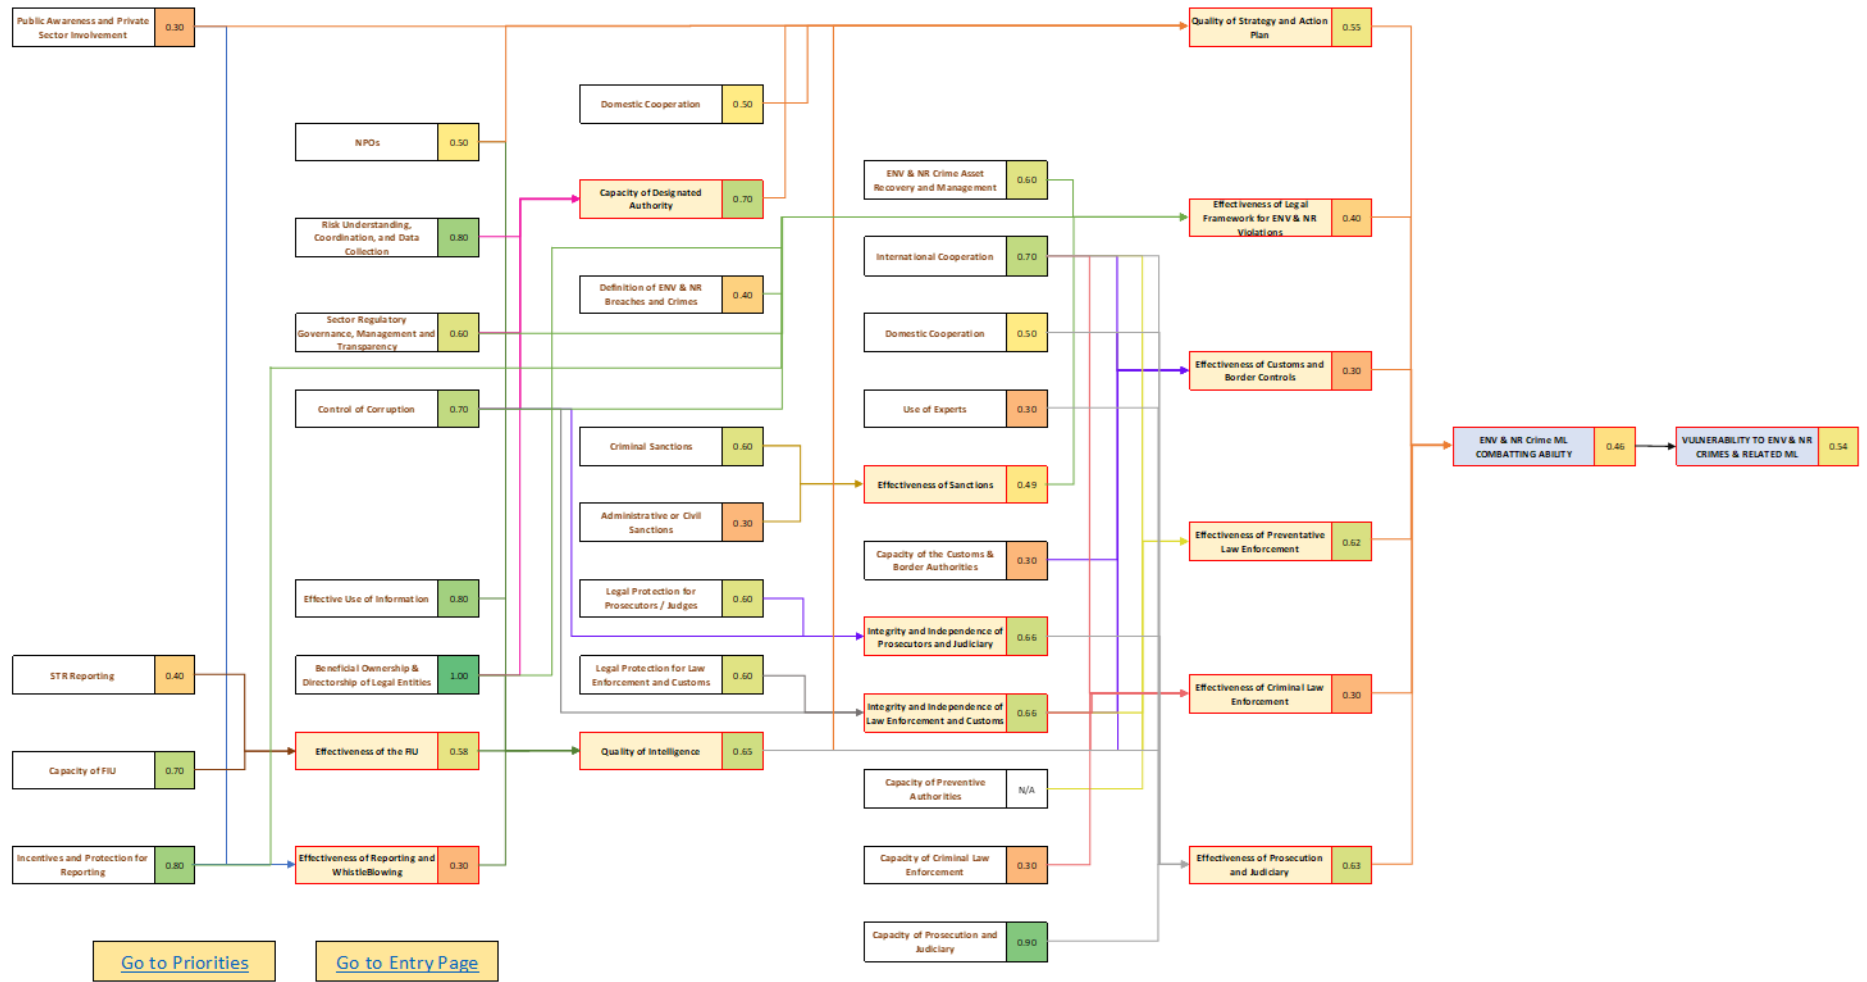 Public Awareness and Private
Sector Involvement
0.30
STR Reporting
0.40
Capacity of FIU
0.70
Incentives and Protection for
Reporting
0.80
NPOs
0.50
Risk Understanding,
Coordination, and Data
Collection
0.80
Sector Regulatory
Governance, Management and
Transparency
0.60
Control of Corruption
0.70
Effective Use of Information
0.80
Beneficial Ownership &
Directorship of Legal Entities
1.00
Effectiveness of the FIU
0.58
Effectiveness of Reporting and
WhistleBlowing
0.30
Domestic Cooperation
0.50
Capacity of Designated
Authority
0.70
Definition of ENV & NR
Breaches and Crimes
0.40
Criminal Sanctions
0.60
Administrative or Civil
Sanctions
0.30
Legal Protection for
Prosecutors / Judges
0.60
Legal Protection for Law
Enforcement and Customs
0.60
Quality of Intelligence
0.65
ENV & NR Crime Asset
Recovery and Management
0.60
International Cooperation
0.70
Domestic Cooperation
0.50
Use of Experts
0.30
Effectiveness of Sanctions
0.49
Capacity of the Customs &
Border Authorities
0.30
Integrity and Independence of
Prosecutors and Judiciary
0.66
Integrity and Independence of
Law Enforcement and Customs
0.66
Capacity of Preventive
Authorities
N/A
Capacity of Criminal Law
Enforcement
0.30
Capacity of Prosecution and
Judiciary
0.90
Quality of Strategy and Action
Plan
0.55
Effectiveness of Legal
Framework for ENV & NR
Violations
0.40
Effectiveness of Customs and
Border Controls
0.30
Effectiveness of Preventative
Law Enforcement
0.62
Effectiveness of Criminal Law
Enforcement
0.30
Effectiveness of Prosecution
and Judiciary
0.63
ENV & NR Crime ML
COMBATTING ABILITY
0.46
VULNERABILITY TO ENV & NR
CRIMES & RELATED ML
0.54
Go to Priorities
Go to Entry Page